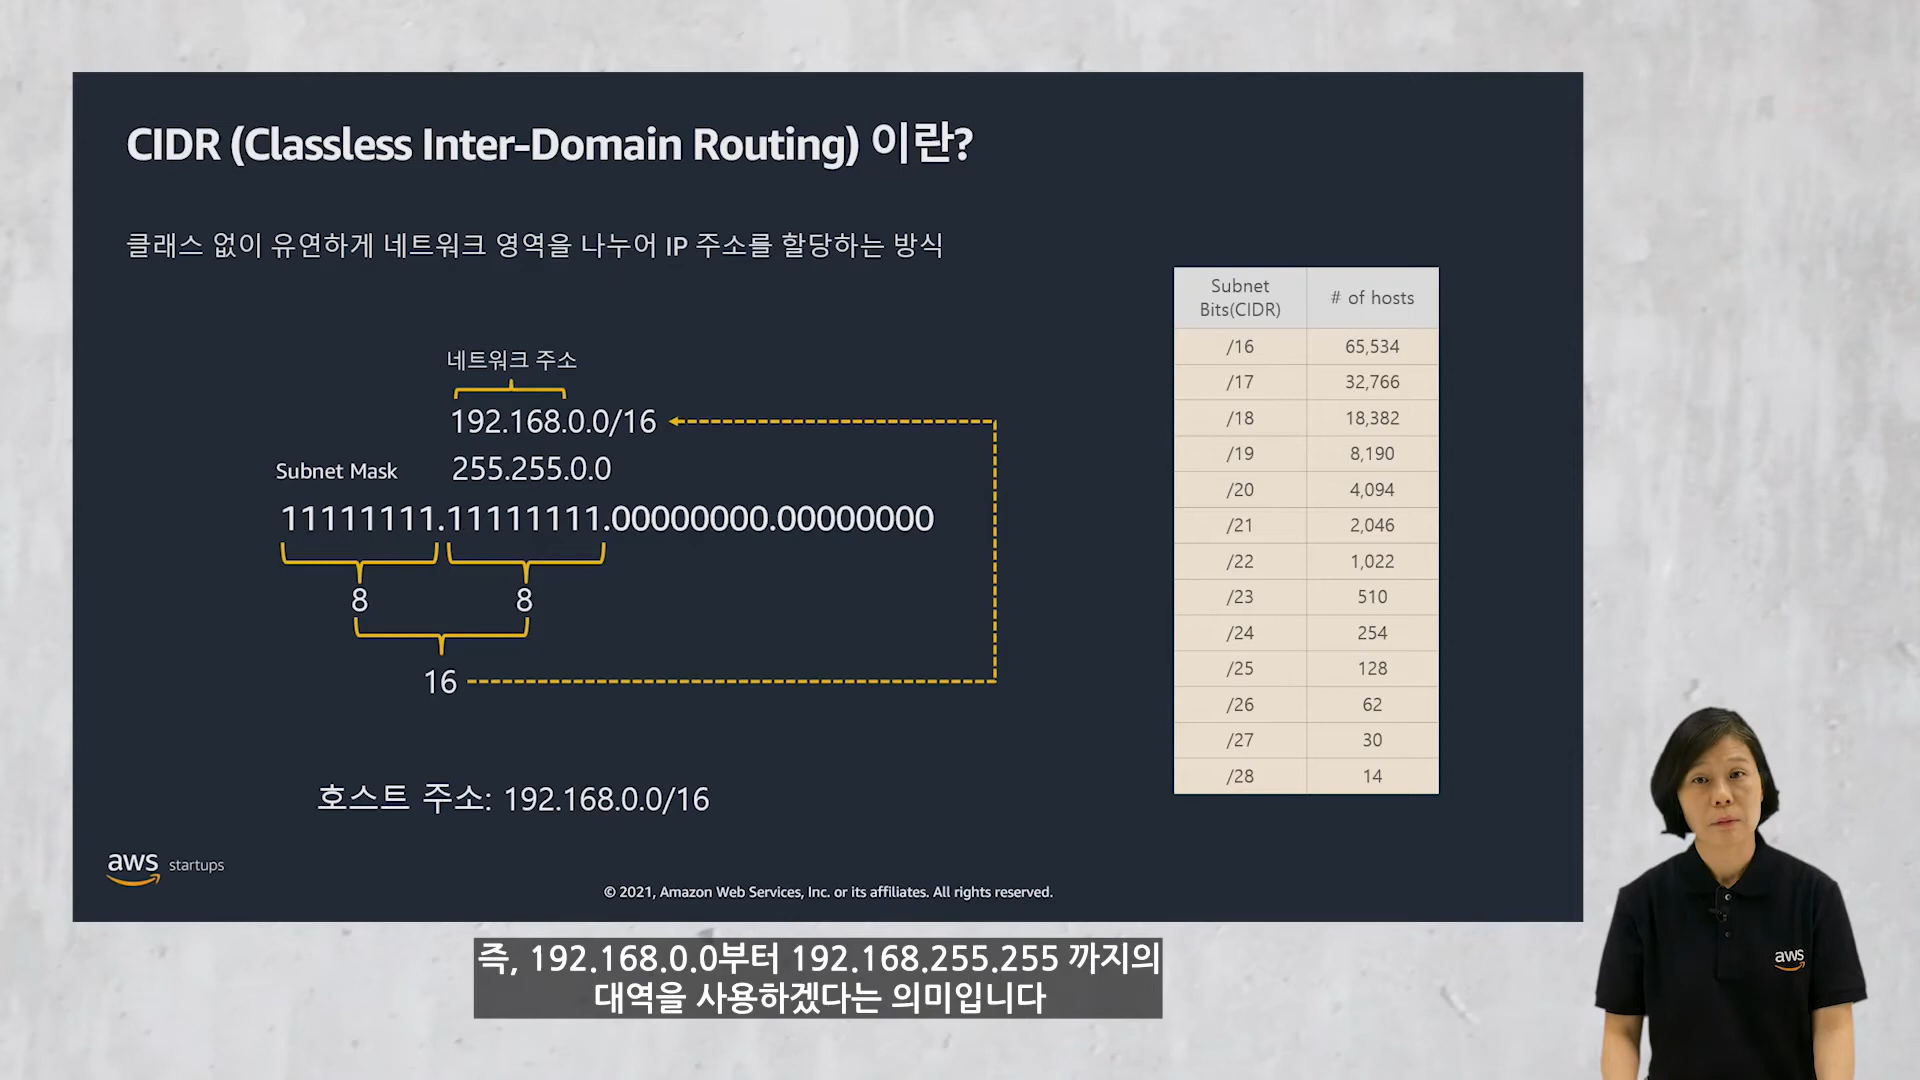 CIDR (Classless Inter-Domain Routing) 이란?
클래스 없이 유연하게 네트워크 영역을 나누어 IP 주소를 할당하는 방식
네트워크 주소
192.168.0.0/16
Subnet Mask 255.255.0.0
11111111.11111111.00000000.00000000
8 8
16
호스트 주소: 192.168.0.0/16
Subnet
Bits(CIDR) # of hosts
/16 65,534
/17 32,766
/18 18,382
/19 8,190
/20 4,094
/21 2,046
/22 1,022
/23 510
/24 254
/25 128
/26 62
/27 30
/28 14
aws startups
© 2021, Amazon Web Services, Inc. or its affiliates. All rights reserved.
aws
즉, 192.168.0.0부터 192.168.255.255 까지의
대역을 사용하겠다는 의미입니다